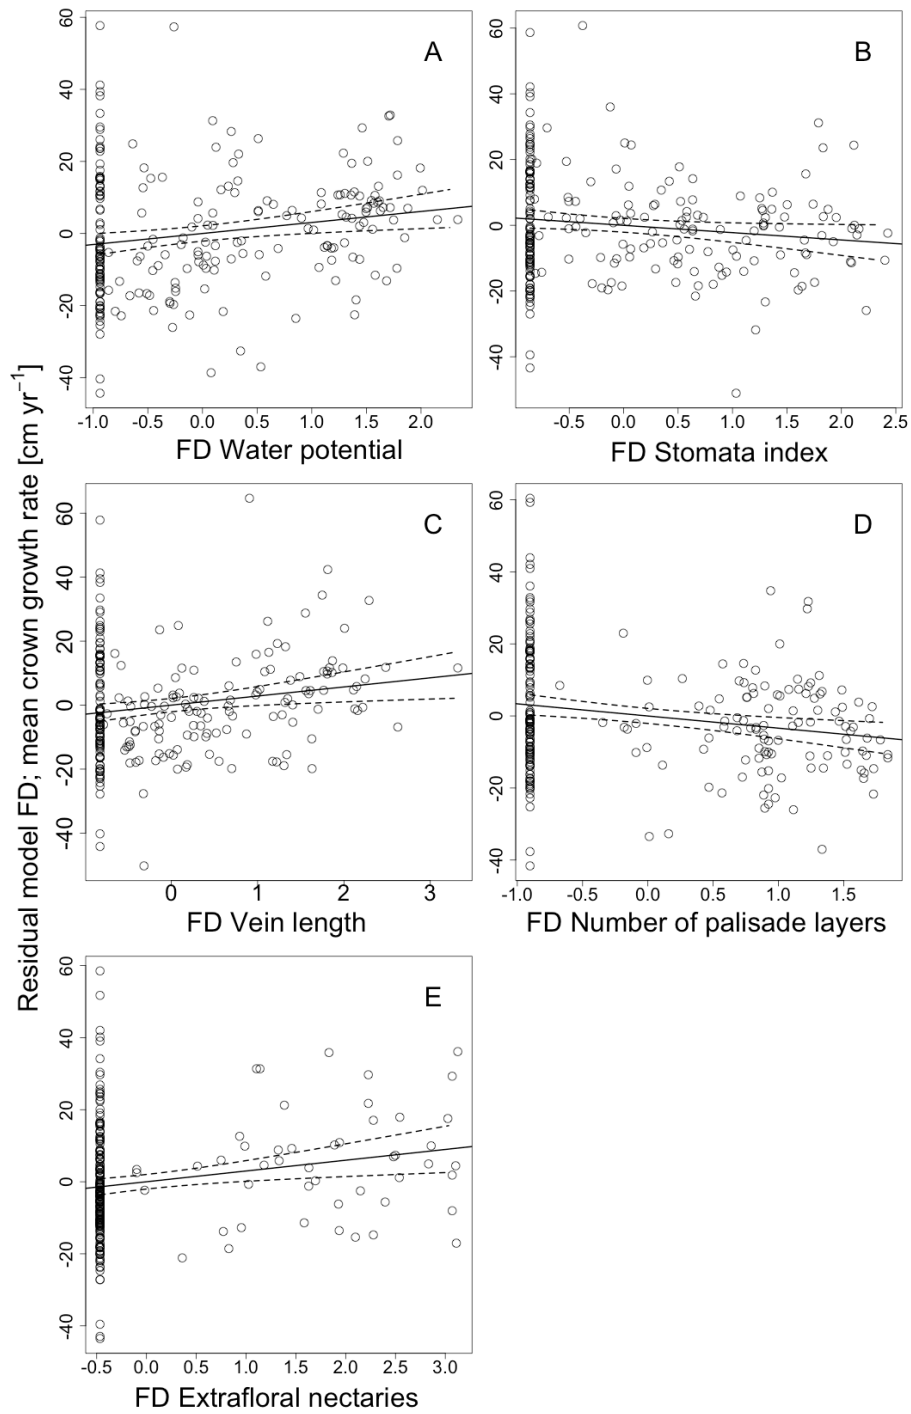 Residual model FD; mean crown growth rate [cm yr⁻¹]
A
60
40
20
0
-20
-40
-1.0 -0.5 0.0 0.5 1.0 1.5 2.0
FD Water potential
B
60
40
20
0
-20
-40
-0.5 0.0 0.5 1.0 1.5 2.0 2.5
FD Stomata index
C
60
40
20
0
-20
-40
0 1 2 3
FD Vein length
D
60
40
20
0
-20
-40
-1.0 -0.5 0.0 0.5 1.0 1.5
FD Number of palisade layers
E
60
40
20
0
-20
-40
-0.5 0.0 0.5 1.0 1.5 2.0 2.5 3.0
FD Extrafloral nectaries